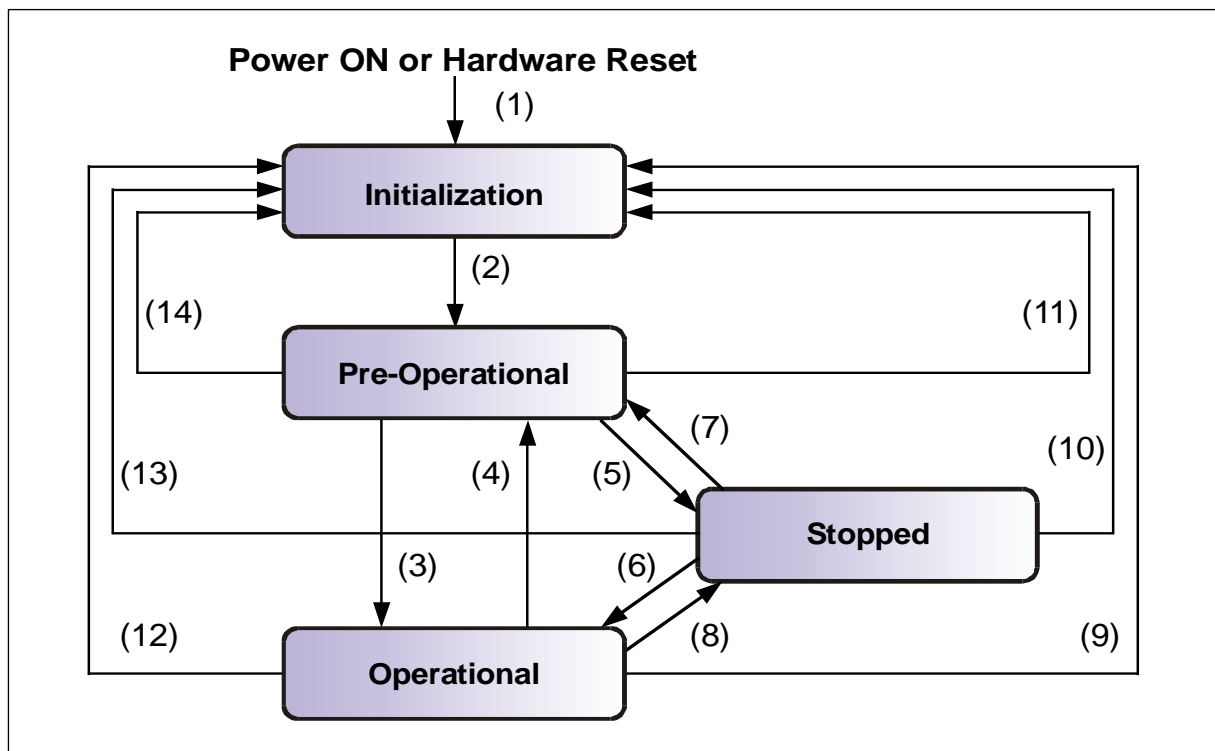 Power ON or Hardware Reset
(1)
Initialization
(2)
(14)
(11)
Pre-Operational
(7)
(13)
(4)
(5)
(10)
Stopped
(3)
(6)
(12)
(8)
(9)
Operational